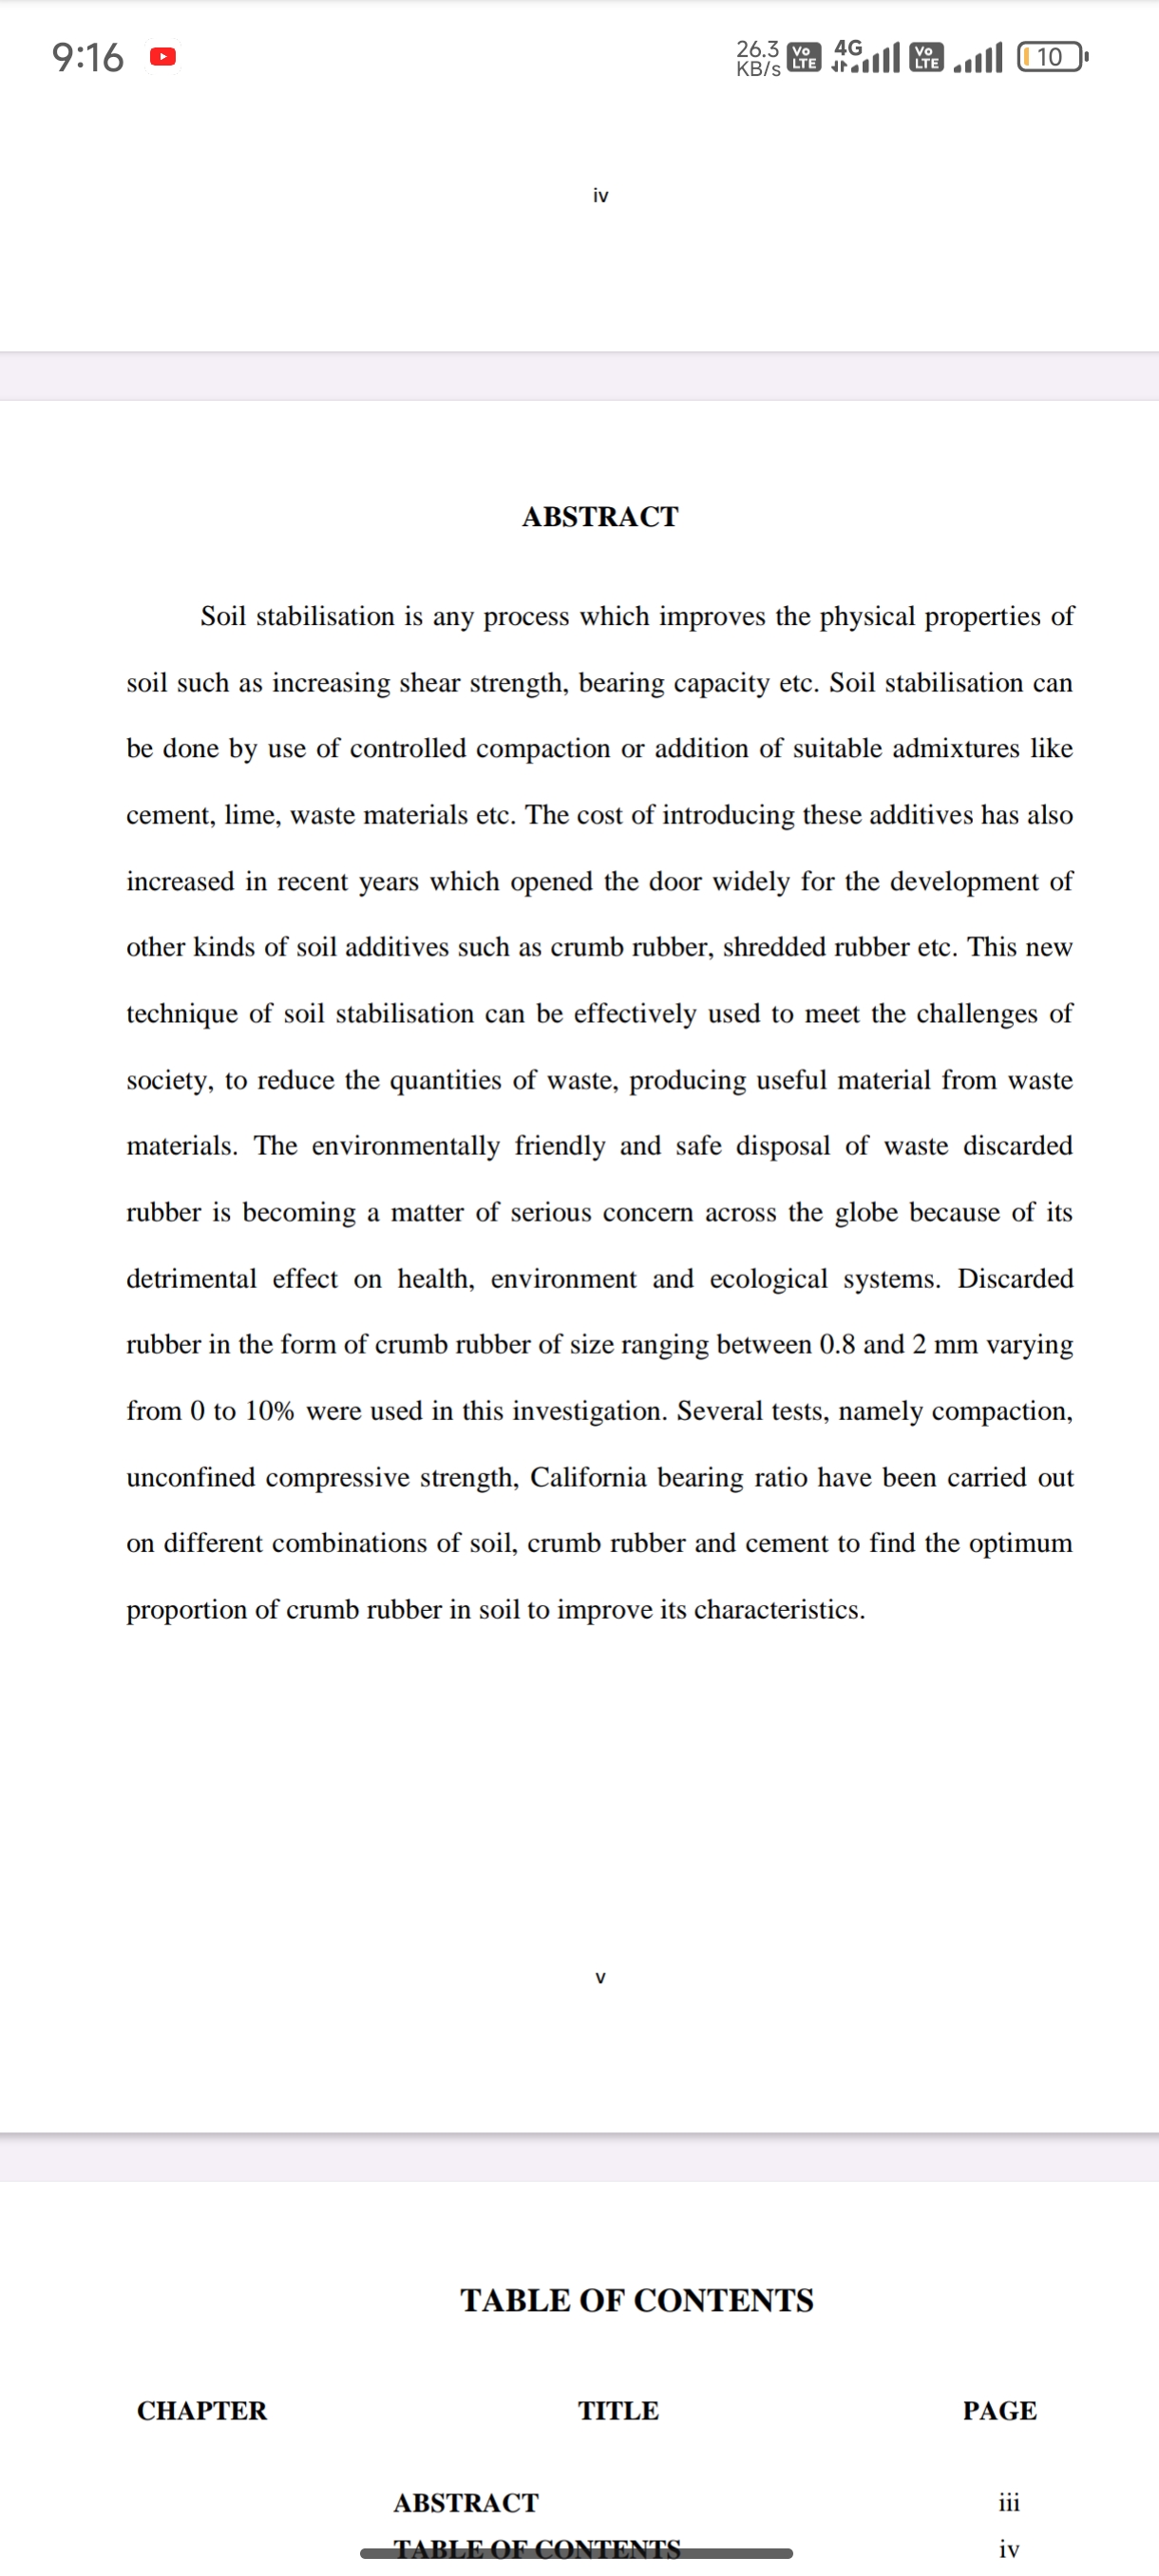 9:16
26.3
KB/s
Vo
LTE
4G
Vo
LTE
10
iv
ABSTRACT
Soil stabilisation is any process which improves the physical properties of
soil such as increasing shear strength, bearing capacity etc. Soil stabilisation can
be done by use of controlled compaction or addition of suitable admixtures like
cement, lime, waste materials etc. The cost of introducing these additives has also
increased in recent years which opened the door widely for the development of
other kinds of soil additives such as crumb rubber, shredded rubber etc. This new
technique of soil stabilisation can be effectively used to meet the challenges of
society, to reduce the quantities of waste, producing useful material from waste
materials. The environmentally friendly and safe disposal of waste discarded
rubber is becoming a matter of serious concern across the globe because of its
detrimental effect on health, environment and ecological systems. Discarded
rubber in the form of crumb rubber of size ranging between 0.8 and 2 mm varying
from 0 to 10% were used in this investigation. Several tests, namely compaction,
unconfined compressive strength, California bearing ratio have been carried out
on different combinations of soil, crumb rubber and cement to find the optimum
proportion of crumb rubber in soil to improve its characteristics.
v
TABLE OF CONTENTS
CHAPTER TITLE PAGE
ABSTRACT iii
TABLE OF CONTENTS iv